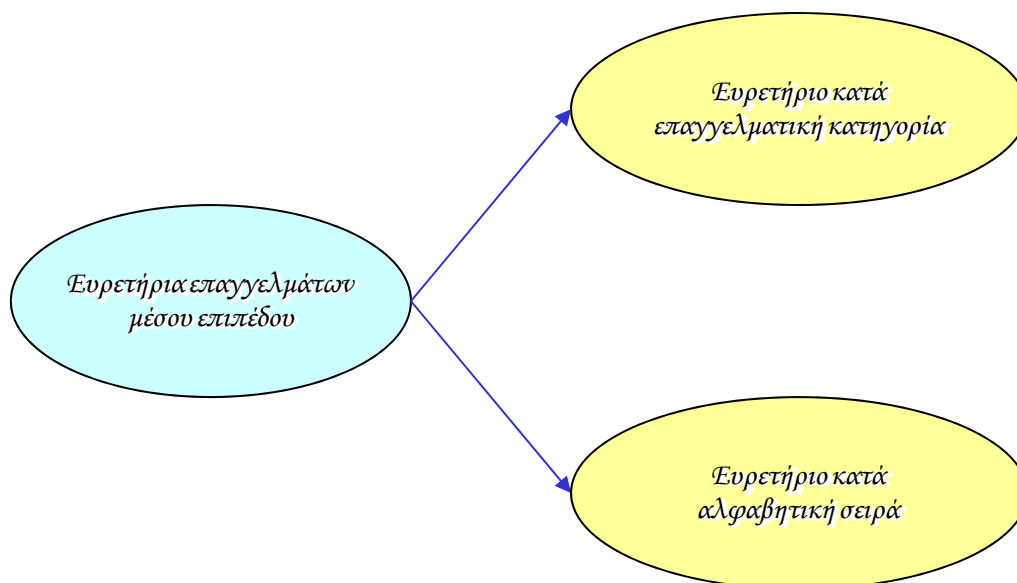 Ευρετήριο κατά
επαγγελματική κατηγορία
Ευρετήρια επαγγελμάτων
μέσου επιπέδου
Ευρετήριο κατά
αλφαβητική σειρά